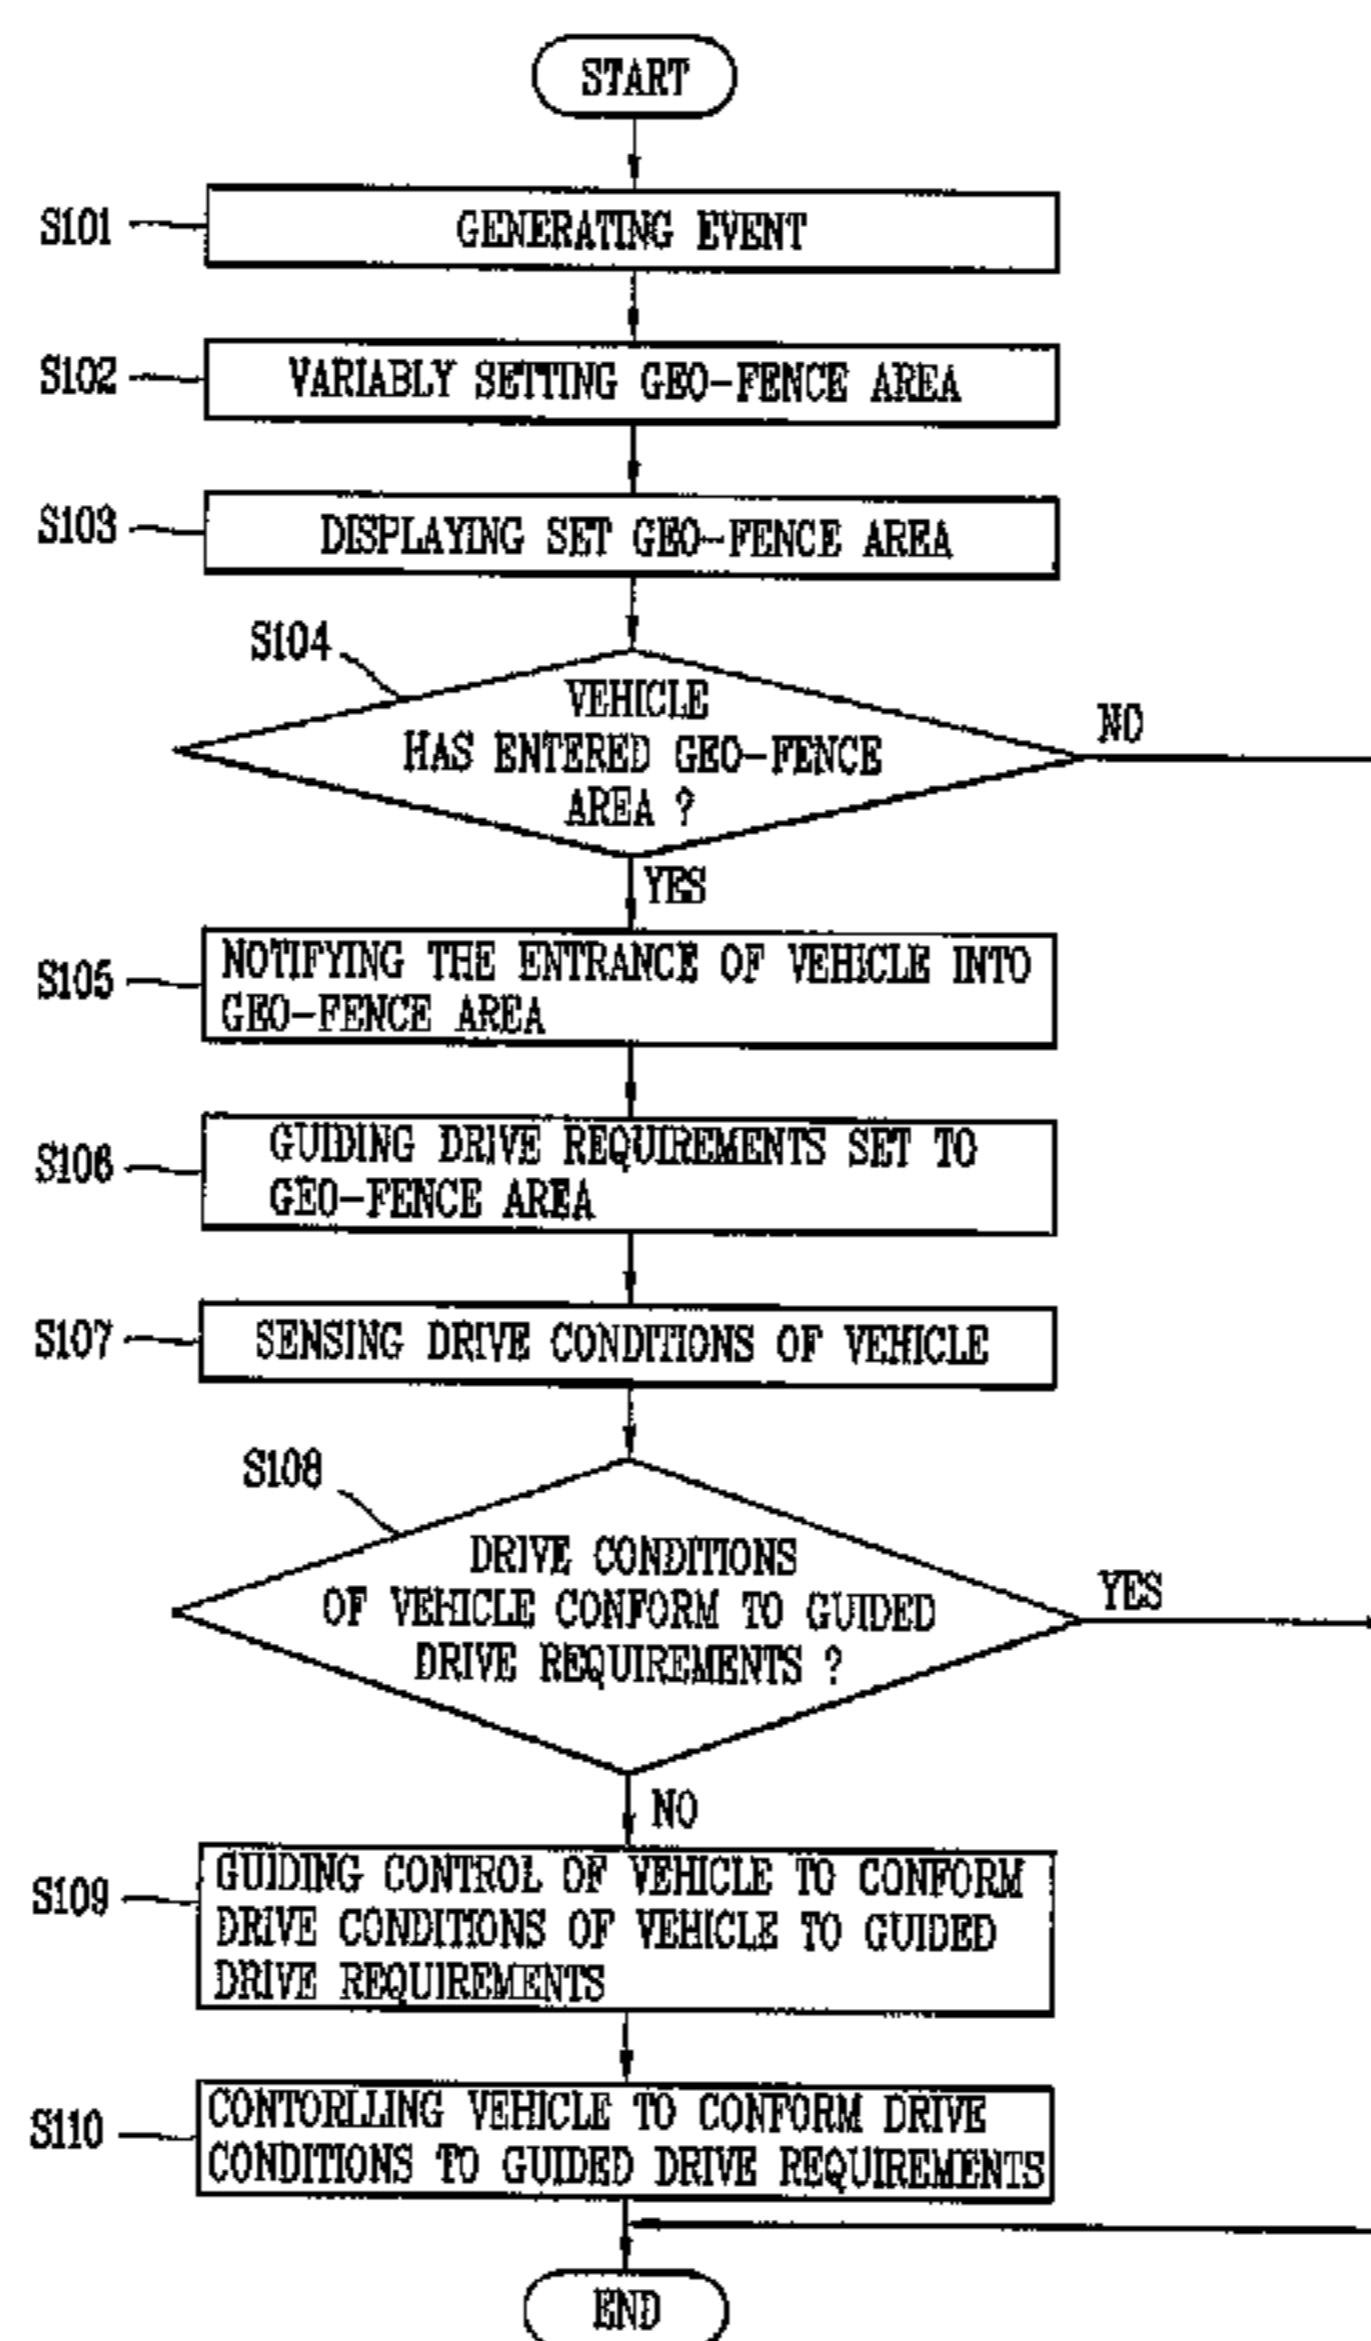 START
S101
GENERATING EVENT
S102
VARIABLY SETTING GEO-FENCE AREA
S103
DISPLAYING SET GEO-FENCE AREA
S104
VEHICLE
HAS ENTERED GEO-FENCE
AREA ?
NO
YES
S105
NOTIFYING THE ENTRANCE OF VEHICLE INTO
GEO-FENCE AREA
S106
GUIDING DRIVE REQUIREMENTS SET TO
GEO-FENCE AREA
S107
SENSING DRIVE CONDITIONS OF VEHICLE
S108
DRIVE CONDITIONS
OF VEHICLE CONFORM TO GUIDED
DRIVE REQUIREMENTS ?
YES
NO
S109
GUIDING CONTROL OF VEHICLE TO CONFORM
DRIVE CONDITIONS OF VEHICLE TO GUIDED
DRIVE REQUIREMENTS
S110
CONTORLLING VEHICLE TO CONFORM DRIVE
CONDITIONS TO GUIDED DRIVE REQUIREMENTS
END